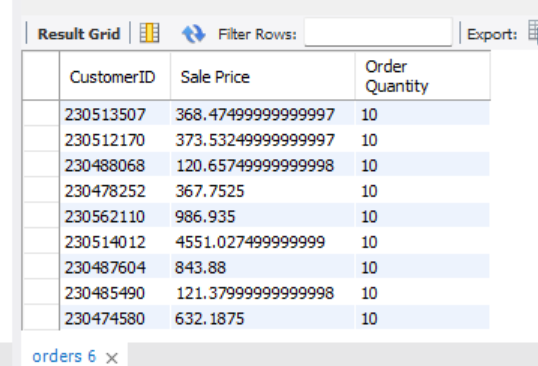 Result Grid Filter Rows: Export:
CustomerID Sale Price Order Quantity
230513507 368.47499999999997 10
230512170 373.53249999999997 10
230488068 120.65749999999998 10
230478252 367.7525 10
230562110 986.935 10
230514012 4551.027499999999 10
230487604 843.88 10
230485490 121.37999999999998 10
230474580 632.1875 10
orders 6